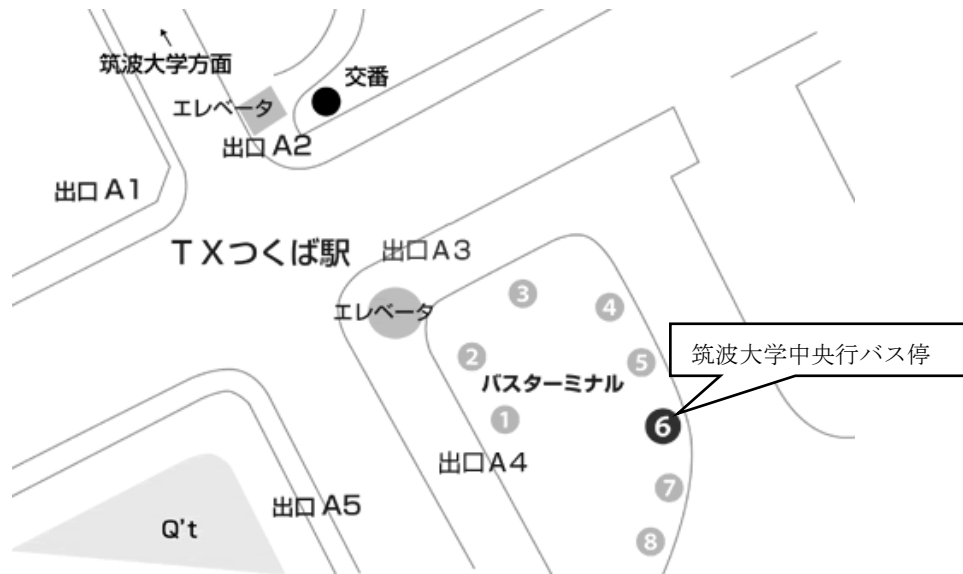 ↑
筑波大学方面
交番
エレベータ
出口 A2
出口 A1
TXつくば駅
出口A3
エレベータ
3
4
筑波大学中央行バス停
2
5
バスターミナル
1
6
出口A4
7
出口 A5
Q't
8